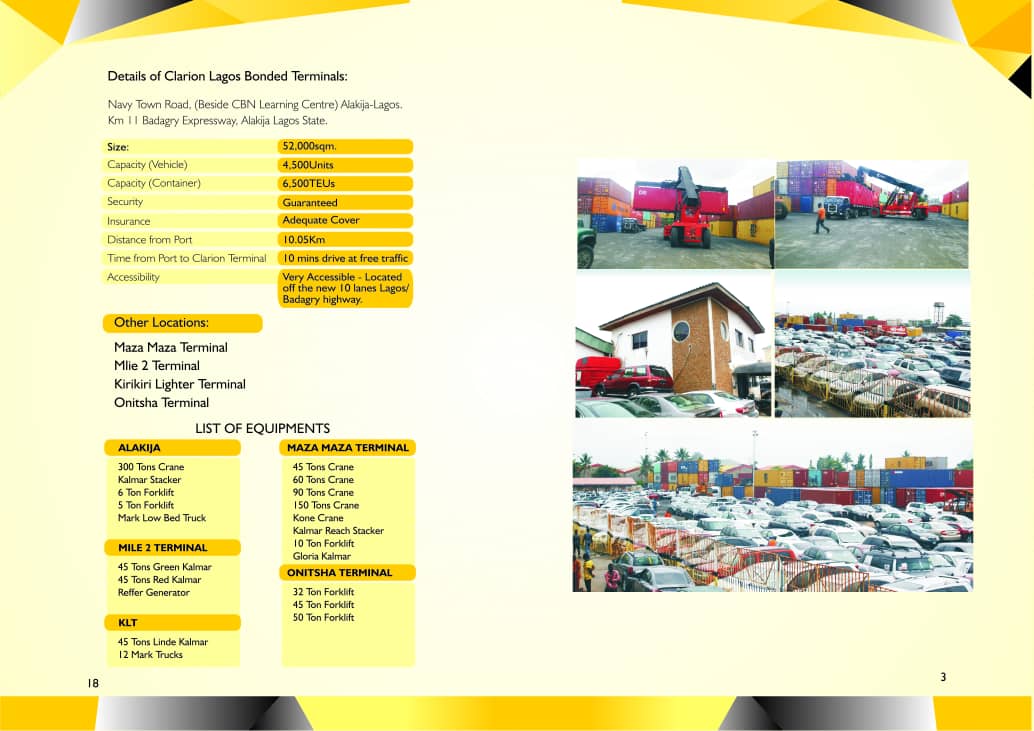 Details of Clarion Lagos Bonded Terminals:
Navy Town Road, (Beside CBN Learning Centre) Alakija-Lagos.
Km 11 Badagry Expressway, Alakija Lagos State.
Size: 52,000sqm.
Capacity (Vehicle) 4,500Units
Capacity (Container) 6,500TEUs
Security Guaranteed
Insurance Adequate Cover
Distance from Port 10.05Km
Time from Port to Clarion Terminal 10 mins drive at free traffic
Accessibility Very Accessible - Located
off the new 10 lanes Lagos/
Badagry highway.
Other Locations:
Maza Maza Terminal
Mlie 2 Terminal
Kirikiri Lighter Terminal
Onitsha Terminal
LIST OF EQUIPMENTS
ALAKIJA
300 Tons Crane
Kalmar Stacker
6 Ton Forklift
5 Ton Forklift
Mark Low Bed Truck
MILE 2 TERMINAL
45 Tons Green Kalmar
45 Tons Red Kalmar
Reffer Generator
KLT
45 Tons Linde Kalmar
12 Mark Trucks
MAZA MAZA TERMINAL
45 Tons Crane
60 Tons Crane
90 Tons Crane
150 Tons Crane
Kone Crane
Kalmar Reach Stacker
10 Ton Forklift
Gloria Kalmar
ONITSHA TERMINAL
32 Ton Forklift
45 Ton Forklift
50 Ton Forklift
18
3